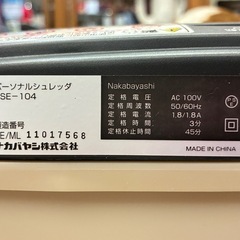 パーソナルシュレッダ
SE-104
製造番号
E/ML 11017568
ナカバヤシ株式会社
Nakabayashi
定格電圧 AC 100V
定格周波数 50/60Hz
定格電流 1.8/1.8A
定格時間 3分
休止時間 45分
MADE IN CHINA